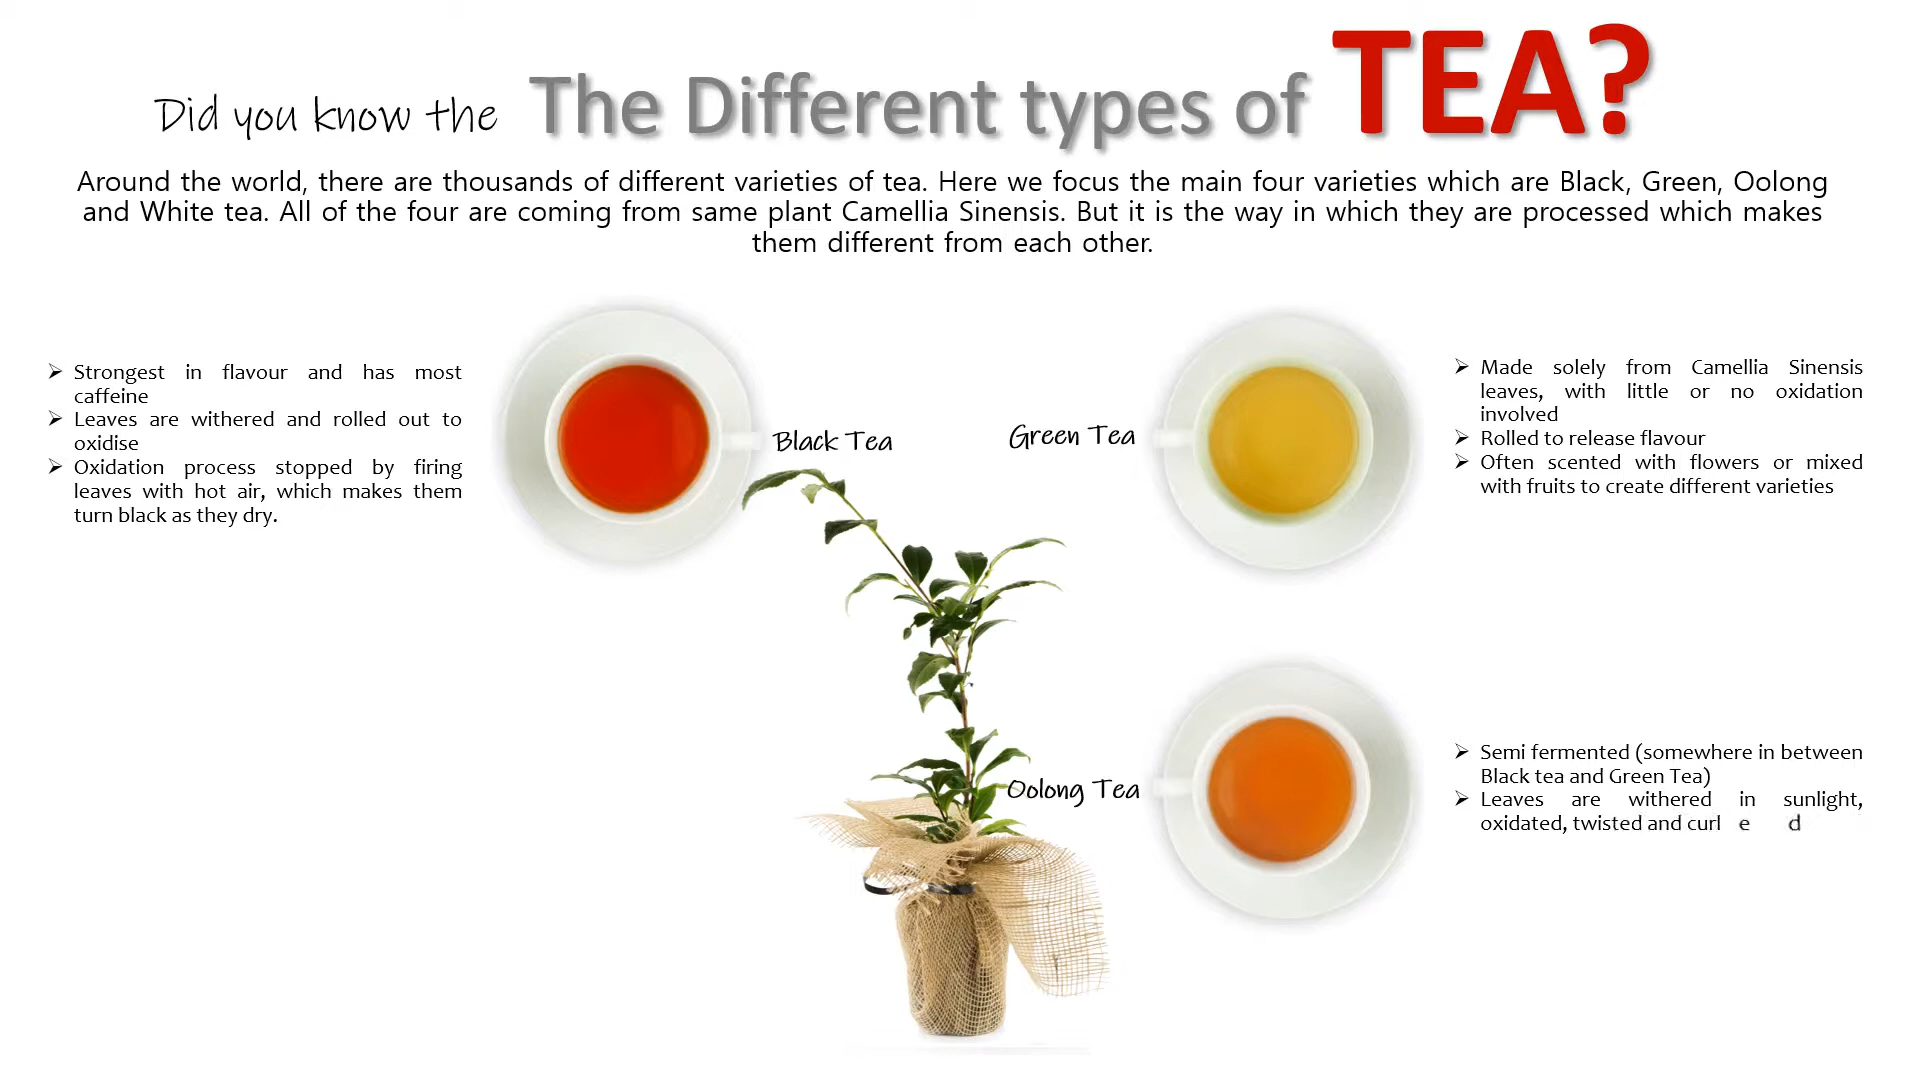 Did you know the The Different types of TEA?
Around the world, there are thousands of different varieties of tea. Here we focus the main four varieties which are Black, Green, Oolong
and White tea. All of the four are coming from same plant Camellia Sinensis. But it is the way in which they are processed which makes
them different from each other.
➢ Strongest in flavour and has most
caffeine
➢ Leaves are withered and rolled out to
oxidise
➢ Oxidation process stopped by firing
leaves with hot air, which makes them
turn black as they dry.
Black Tea
Green Tea
➢ Made solely from Camellia Sinensis
leaves, with little or no oxidation
involved
➢ Rolled to release flavour
➢ Often scented with flowers or mixed
with fruits to create different varieties
Oolong Tea
➢ Semi fermented (somewhere in between
Black tea and Green Tea)
➢ Leaves are withered in sunlight,
oxidated, twisted and curl e d